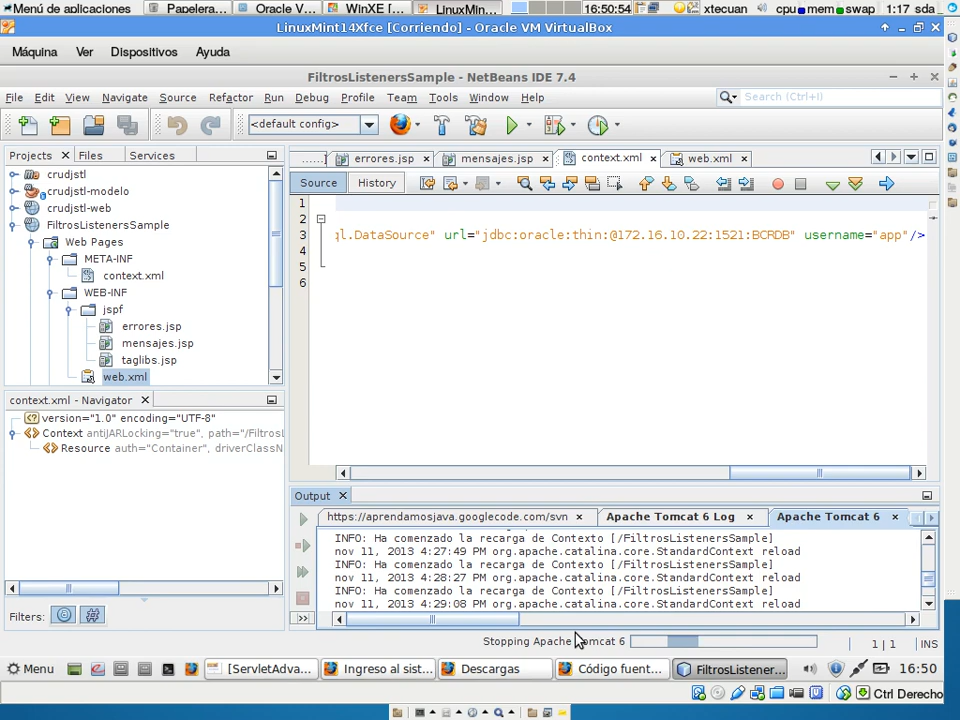 Menú de aplicaciones
Papelera...
Oracle V...
WinXE [...
LinuxMin...
16:50:54
xtecuan
cpu mem swap
1:17 sda
LinuxMint14Xfce [Corriendo] - Oracle VM VirtualBox
Máquina Ver Dispositivos Ayuda
FiltrosListenersSample - NetBeans IDE 7.4
File Edit View Navigate Source Refactor Run Debug Profile Team Tools Window Help
Search (Ctrl+I)
<default config>
Projects Files Services
......] errores.jsp mensajes.jsp context.xml web.xml
Source History
crudjstl
crudjstl-modelo
crudjstl-web
FiltrosListenersSample
Web Pages
META-INF
context.xml
WEB-INF
jspf
errores.jsp
mensajes.jsp
taglibs.jsp
web.xml
1
2
3 ql.DataSource" url="jdbc:oracle:thin:@172.16.10.22:1521:BCRDB" username="app"/>
4
5
6
context.xml - Navigator
version="1.0" encoding="UTF-8"
Context antiJARLocking="true", path="/FiltrosL
Resource auth="Container", driverClassN
Filters:
Output
https://aprendamosjava.googlecode.com/svn Apache Tomcat 6 Log Apache Tomcat 6
INFO: Ha comenzado la recarga de Contexto [/FiltrosListenersSample]
nov 11, 2013 4:27:49 PM org.apache.catalina.core.StandardContext reload
INFO: Ha comenzado la recarga de Contexto [/FiltrosListenersSample]
nov 11, 2013 4:28:27 PM org.apache.catalina.core.StandardContext reload
INFO: Ha comenzado la recarga de Contexto [/FiltrosListenersSample]
nov 11, 2013 4:29:08 PM org.apache.catalina.core.StandardContext reload
Stopping Apache Tomcat 6
1 | 1
INS
Menu
[ServletAdva...
Ingreso al sist...
Descargas
Código fuent...
FiltrosListener...
16:50
Ctrl Derecho